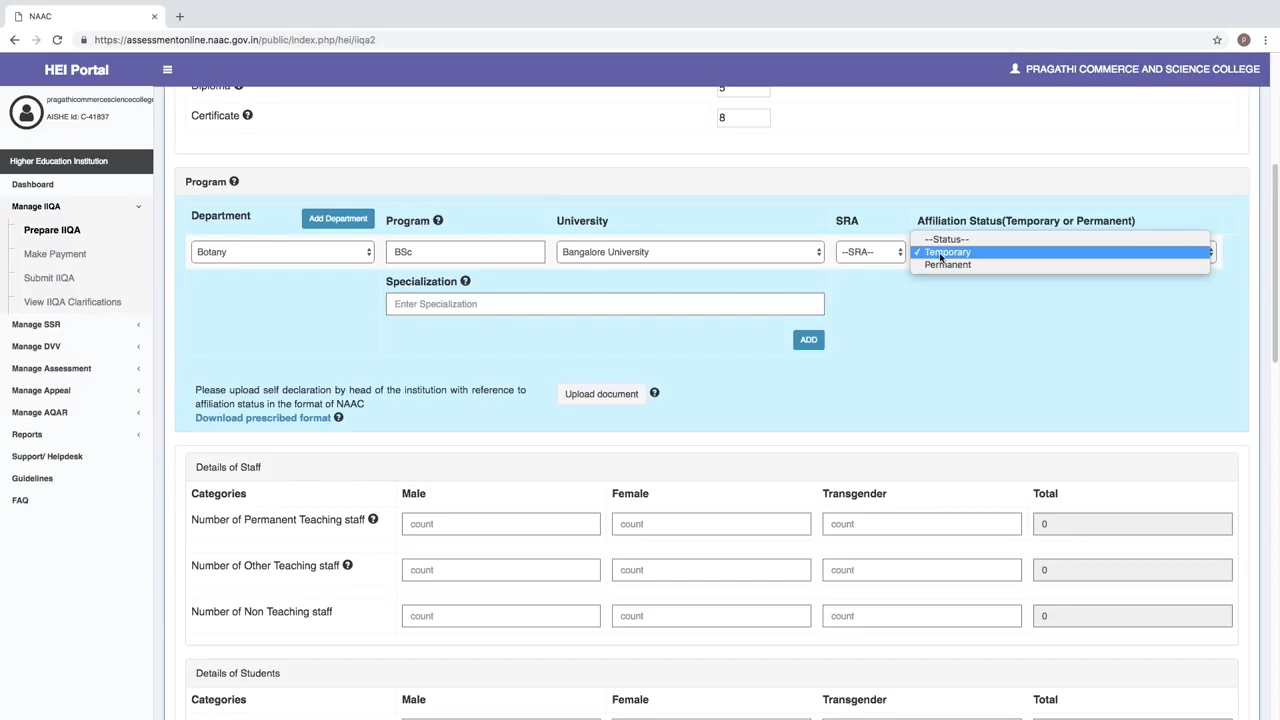 NAAC
https://assessmentonline.naac.gov.in/public/index.php/hei/iiqa2
P
HEI Portal
PRAGATHI COMMERCE AND SCIENCE COLLEGE
pragathicommercesciencecolleg
AISHE Id: C-41837
Higher Education Institution
Dashboard
Manage IIQA
Prepare IIQA
Make Payment
Submit IIQA
View IIQA Clarifications
Manage SSR
Manage DVV
Manage Assessment
Manage Appeal
Manage AQAR
Reports
Support/ Helpdesk
Guidelines
FAQ
Diploma
5
Certificate
8
Program
Department Add Department Program University SRA Affiliation Status(Temporary or Permanent)
Botany BSc Bangalore University --SRA--
--Status--
✓ Temporary
Permanent
Specialization
Enter Specialization
ADD
Please upload self declaration by head of the institution with reference to
affiliation status in the format of NAAC
Upload document
Download prescribed format
Details of Staff
Categories Male Female Transgender Total
Number of Permanent Teaching staff count count count 0
Number of Other Teaching staff count count count 0
Number of Non Teaching staff count count count 0
Details of Students
Categories Male Female Transgender Total